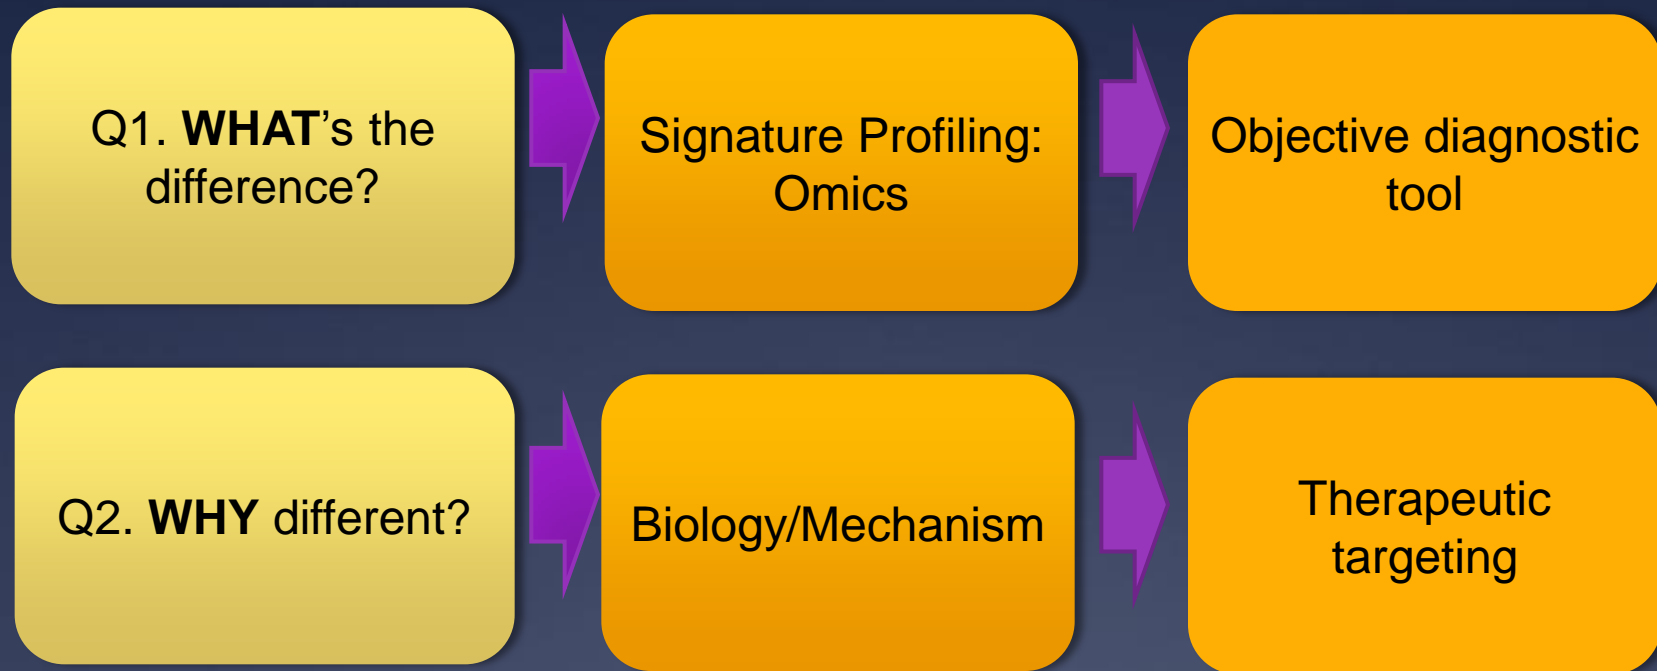 Q1. WHAT's the
difference?
Signature Profiling:
Omics
Objective diagnostic
tool
Q2. WHY different?
Biology/Mechanism
Therapeutic
targeting